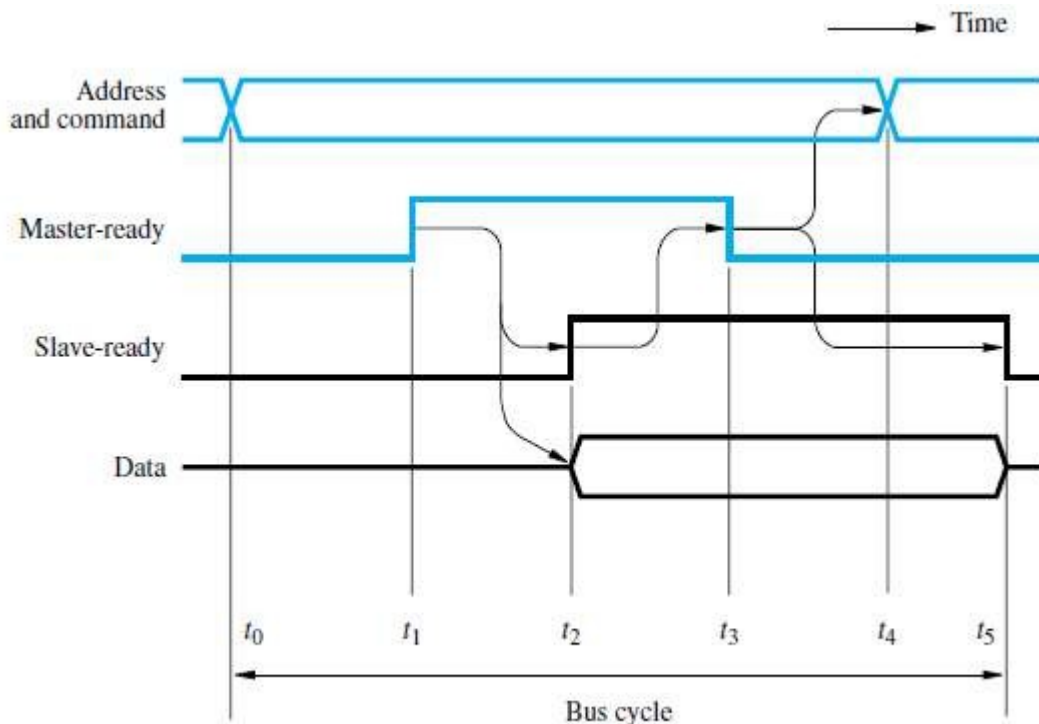 Time
Address
and command
Master-ready
Slave-ready
Data
t0 t1 t2 t3 t4 t5
Bus cycle